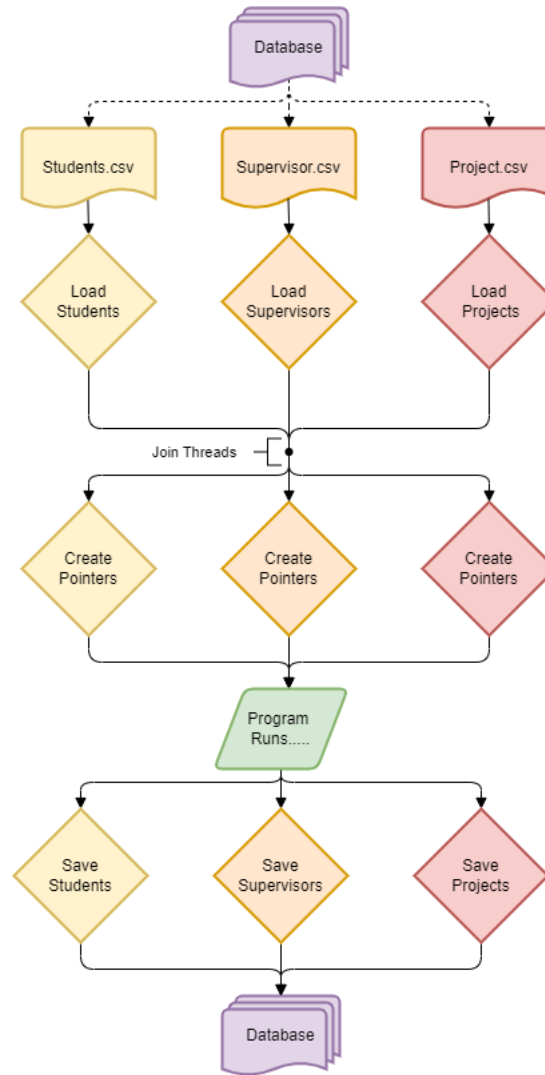 Database
Students.csv
Supervisor.csv
Project.csv
Load
Students
Load
Supervisors
Load
Projects
Join Threads
Create
Pointers
Create
Pointers
Create
Pointers
Program
Runs.....
Save
Students
Save
Supervisors
Save
Projects
Database